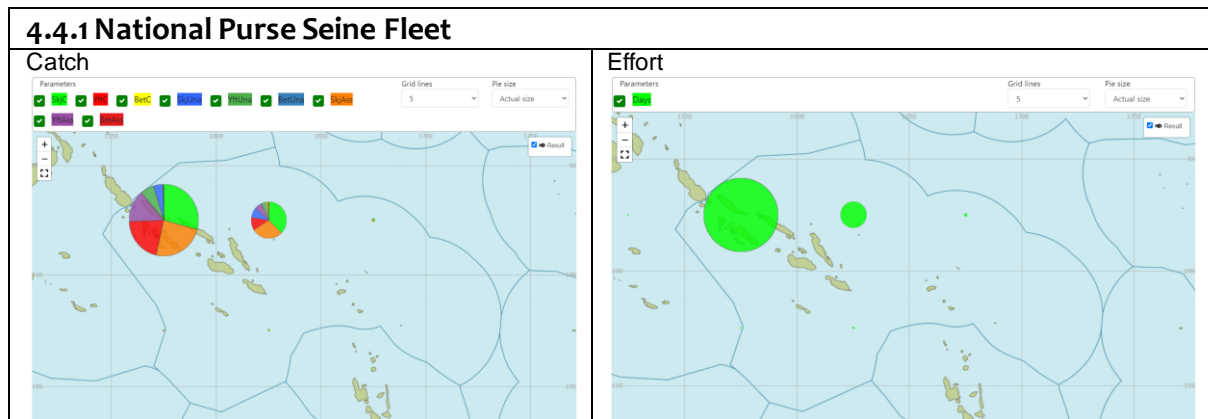 4.4.1 National Purse Seine Fleet
Catch
Parameters
SkjC YftC BetC SkjUna YftUna BetUna SkjAss
YftAss BetAss
Grid lines
5
Pie size
Actual size
+
−
Result
Effort
Parameters
Days
Grid lines
5
Pie size
Actual size
+
−
Result